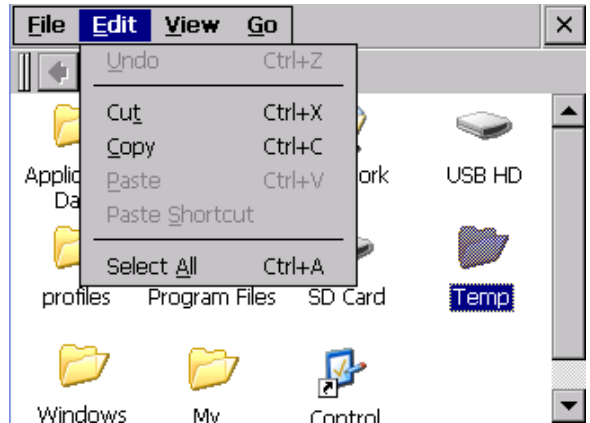 File Edit View Go
Undo Ctrl+Z
Cut Ctrl+X
Copy Ctrl+C
Paste Ctrl+V
Paste Shortcut
Select All Ctrl+A
USB HD
profiles Program Files SD Card Temp
Windows My Control